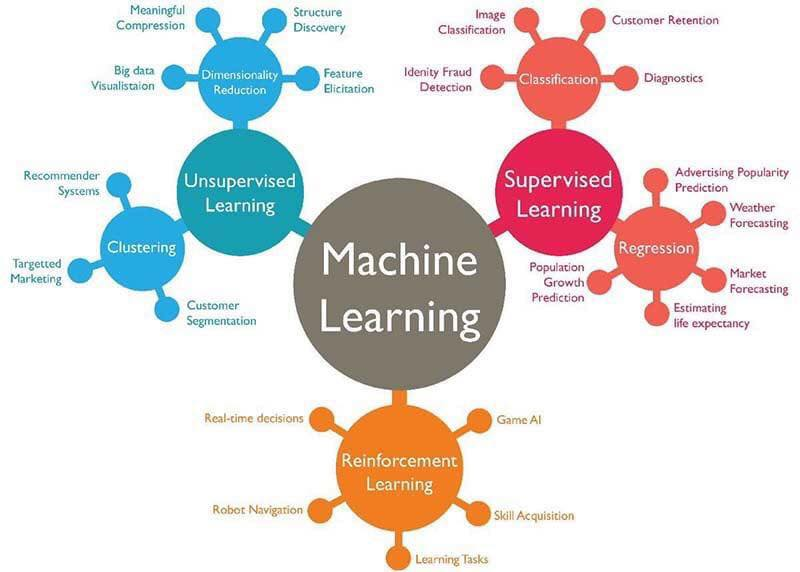 Meaningful
Compression
Structure
Discovery
Big data
Visualistaion
Dimensionality
Reduction
Feature
Elicitation
Unsupervised
Learning
Recommender
Systems
Clustering
Targetted
Marketing
Customer
Segmentation
Image
Classification
Customer Retention
Idenity Fraud
Detection
Classification
Diagnostics
Supervised
Learning
Advertising Popularity
Prediction
Weather
Forecasting
Regression
Population
Growth
Prediction
Market
Forecasting
Estimating
life expectancy
Machine
Learning
Real-time decisions
Game AI
Reinforcement
Learning
Robot Navigation
Skill Acquisition
Learning Tasks